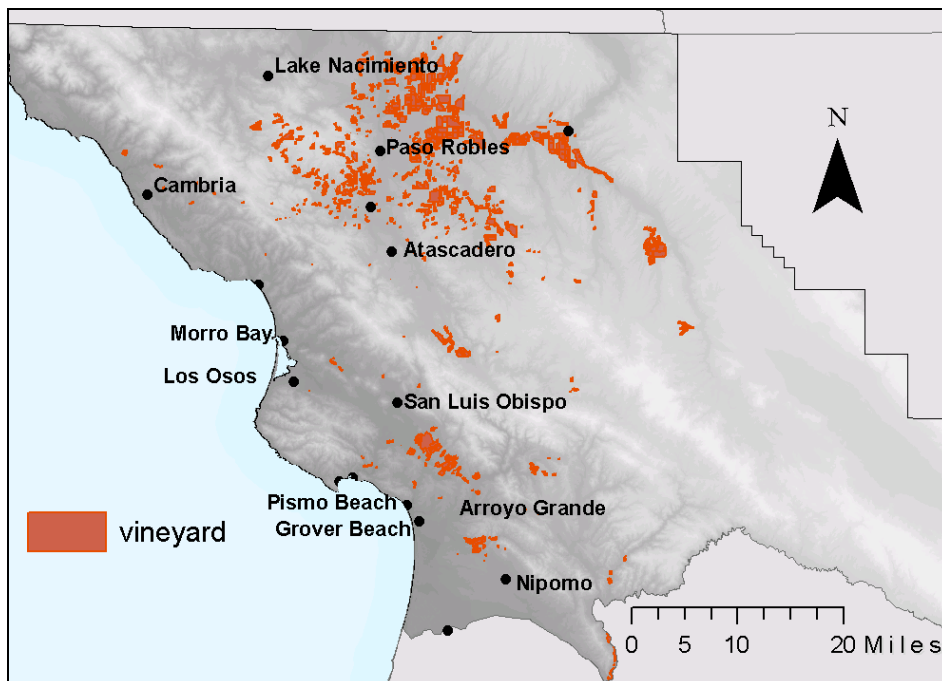 Lake Nacimiento
N
Paso Robles
Cambria
Atascadero
Morro Bay
Los Osos
San Luis Obispo
Pismo Beach
Arroyo Grande
Grover Beach
vineyard
Nipomo
0 5 10 20 Miles